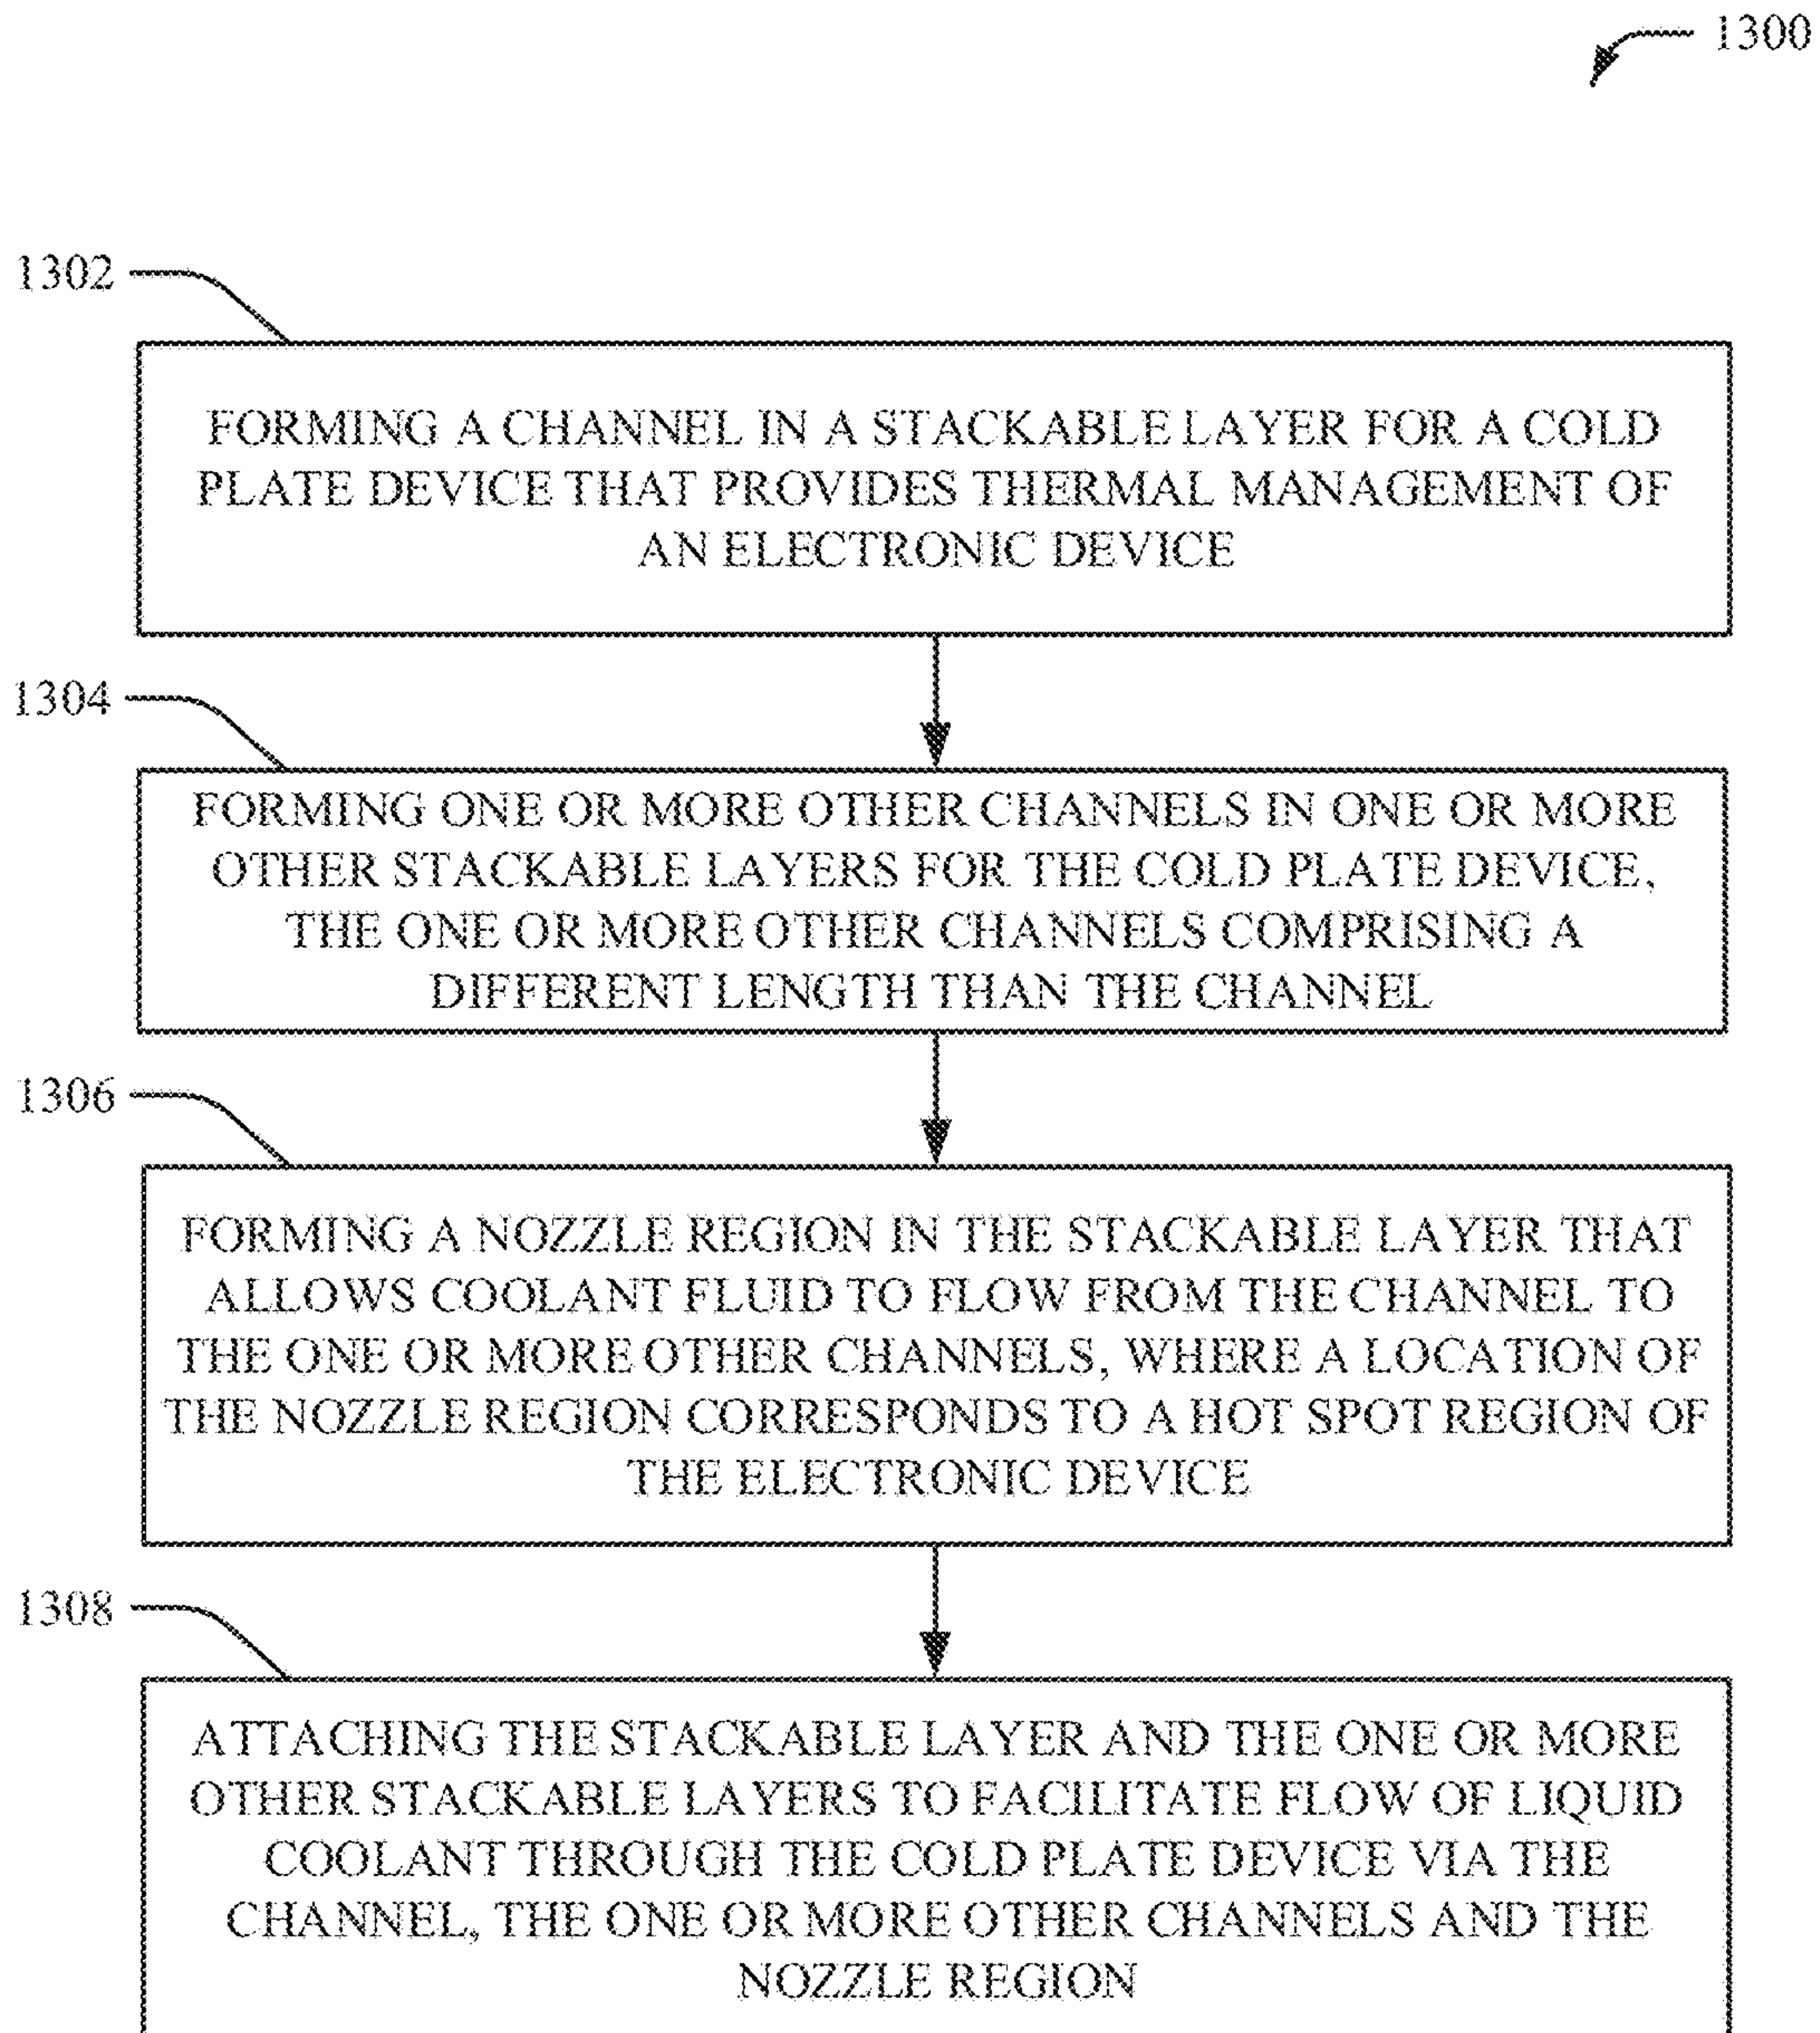 1300
1302
FORMING A CHANNEL IN A STACKABLE LAYER FOR A COLD
PLATE DEVICE THAT PROVIDES THERMAL MANAGEMENT OF
AN ELECTRONIC DEVICE
1304
FORMING ONE OR MORE OTHER CHANNELS IN ONE OR MORE
OTHER STACKABLE LAYERS FOR THE COLD PLATE DEVICE,
THE ONE OR MORE OTHER CHANNELS COMPRISING A
DIFFERENT LENGTH THAN THE CHANNEL
1306
FORMING A NOZZLE REGION IN THE STACKABLE LAYER THAT
ALLOWS COOLANT FLUID TO FLOW FROM THE CHANNEL TO
THE ONE OR MORE OTHER CHANNELS, WHERE A LOCATION OF
THE NOZZLE REGION CORRESPONDS TO A HOT SPOT REGION OF
THE ELECTRONIC DEVICE
1308
ATTACHING THE STACKABLE LAYER AND THE ONE OR MORE
OTHER STACKABLE LAYERS TO FACILITATE FLOW OF LIQUID
COOLANT THROUGH THE COLD PLATE DEVICE VIA THE
CHANNEL, THE ONE OR MORE OTHER CHANNELS AND THE
NOZZLE REGION